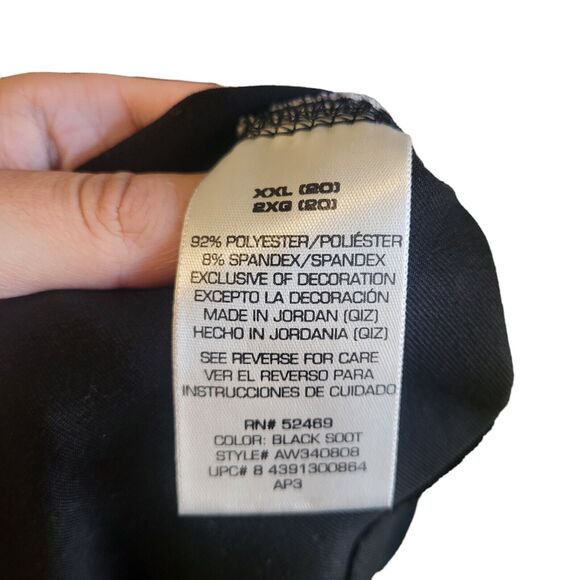 XXL (20)
2XG (20)
92% POLYESTER/POLIÉSTER
8% SPANDEX/SPANDEX
EXCLUSIVE OF DECORATION
EXCEPTO LA DECORACIÓN
MADE IN JORDAN (QIZ)
HECHO IN JORDANIA (QIZ)
SEE REVERSE FOR CARE
VER EL REVERSO PARA
INSTRUCCIONES DE CUIDADO
RN# 52469
COLOR: BLACK SOOT
STYLE# AW340808
UPC# 8 4391300864
AP3